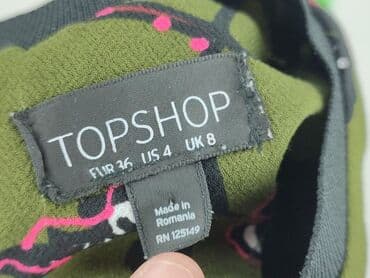 TOPSHOP
EUR 36 US 4 UK 8
Made in
Romania
RN 125149